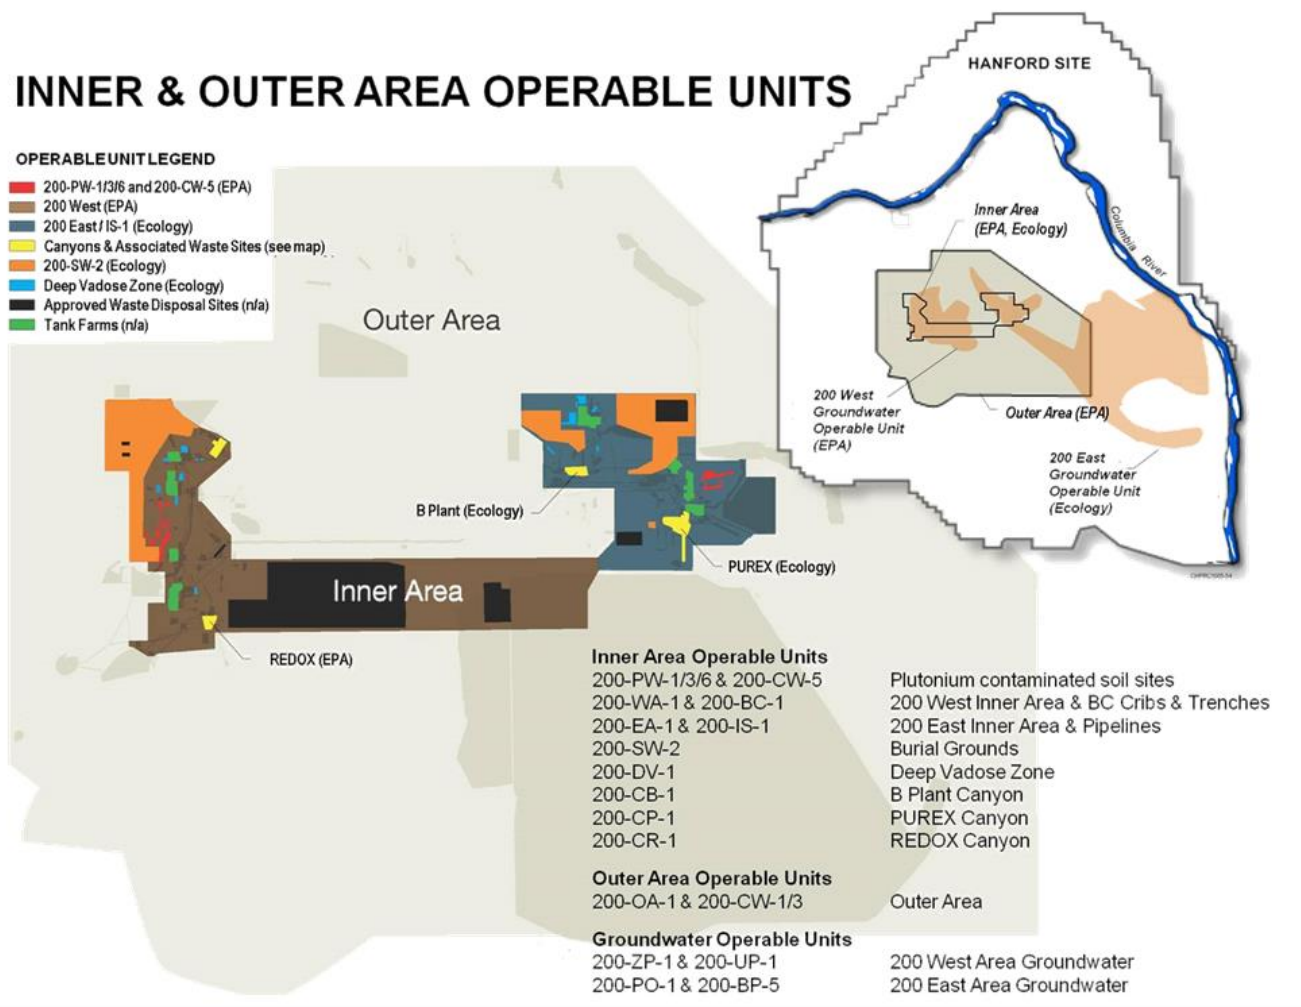 INNER & OUTER AREA OPERABLE UNITS
OPERABLE UNIT LEGEND
200-PW-1/3/6 and 200-CW-5 (EPA)
200 West (EPA)
200 East / IS-1 (Ecology)
Canyons & Associated Waste Sites (see map)
200-SW-2 (Ecology)
Deep Vadose Zone (Ecology)
Approved Waste Disposal Sites (n/a)
Tank Farms (n/a)
HANFORD SITE
Inner Area
(EPA, Ecology)
Columbia River
200 West
Groundwater
Operable Unit
(EPA)
Outer Area (EPA)
200 East
Groundwater
Operable Unit
(Ecology)
Outer Area
B Plant (Ecology)
PUREX (Ecology)
Inner Area
REDOX (EPA)
Inner Area Operable Units
200-PW-1/3/6 & 200-CW-5 Plutonium contaminated soil sites
200-WA-1 & 200-BC-1 200 West Inner Area & BC Cribs & Trenches
200-EA-1 & 200-IS-1 200 East Inner Area & Pipelines
200-SW-2 Burial Grounds
200-DV-1 Deep Vadose Zone
200-CB-1 B Plant Canyon
200-CP-1 PUREX Canyon
200-CR-1 REDOX Canyon
Outer Area Operable Units
200-OA-1 & 200-CW-1/3 Outer Area
Groundwater Operable Units
200-ZP-1 & 200-UP-1 200 West Area Groundwater
200-PO-1 & 200-BP-5 200 East Area Groundwater